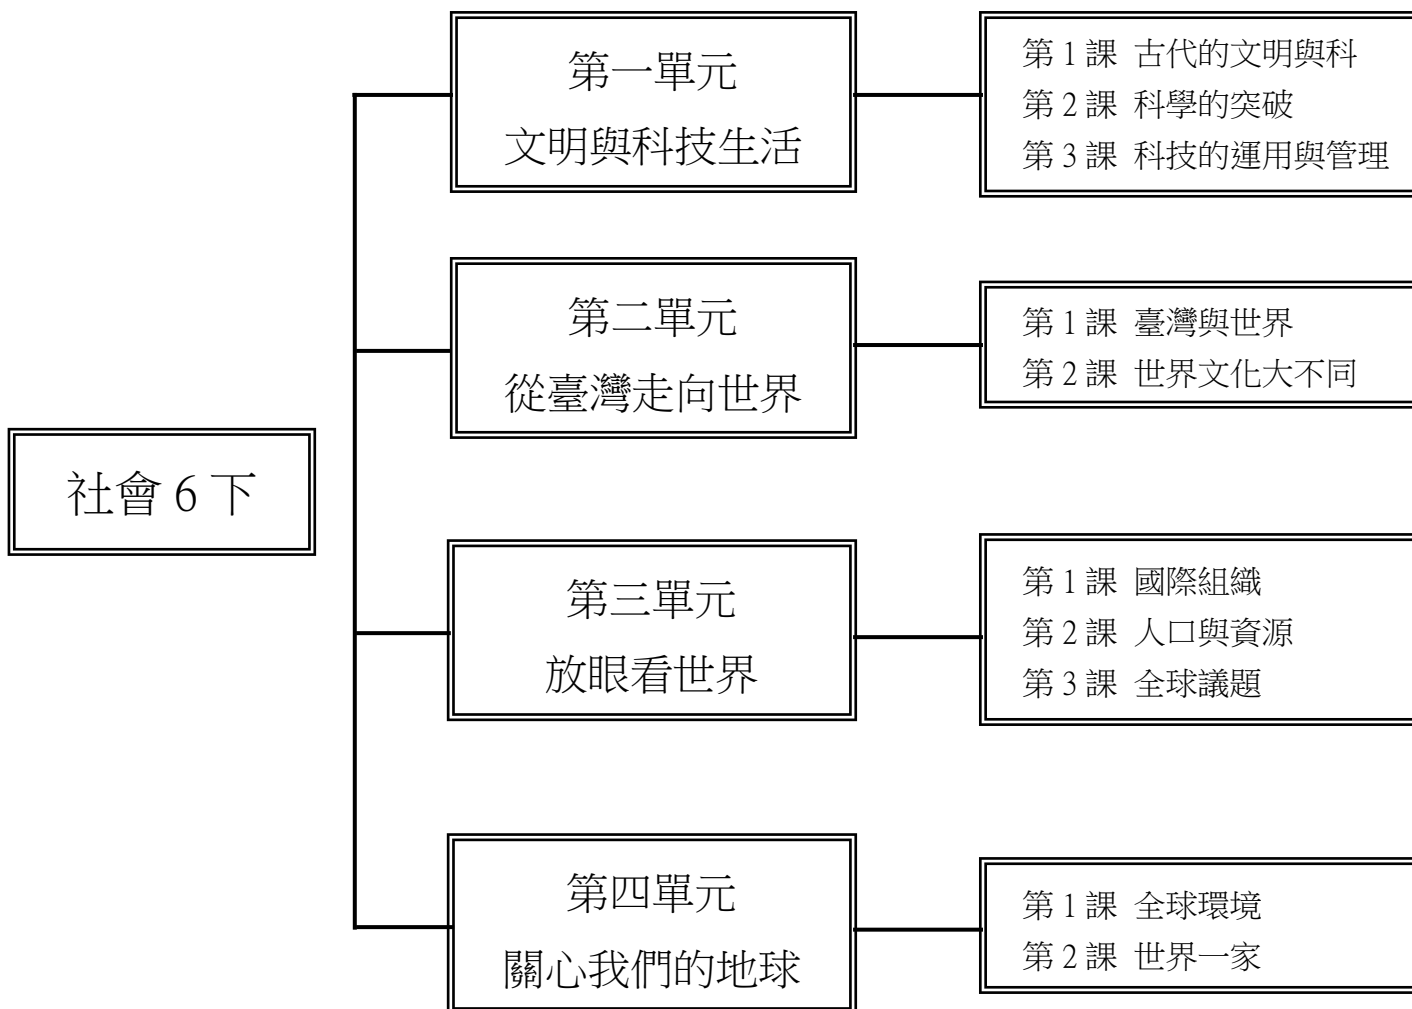 社會 6 下
第一單元
文明與科技生活
第 1 課 古代的文明與科
第 2 課 科學的突破
第 3 課 科技的運用與管理
第二單元
從臺灣走向世界
第 1 課 臺灣與世界
第 2 課 世界文化大不同
第三單元
放眼看世界
第 1 課 國際組織
第 2 課 人口與資源
第 3 課 全球議題
第四單元
關心我們的地球
第 1 課 全球環境
第 2 課 世界一家